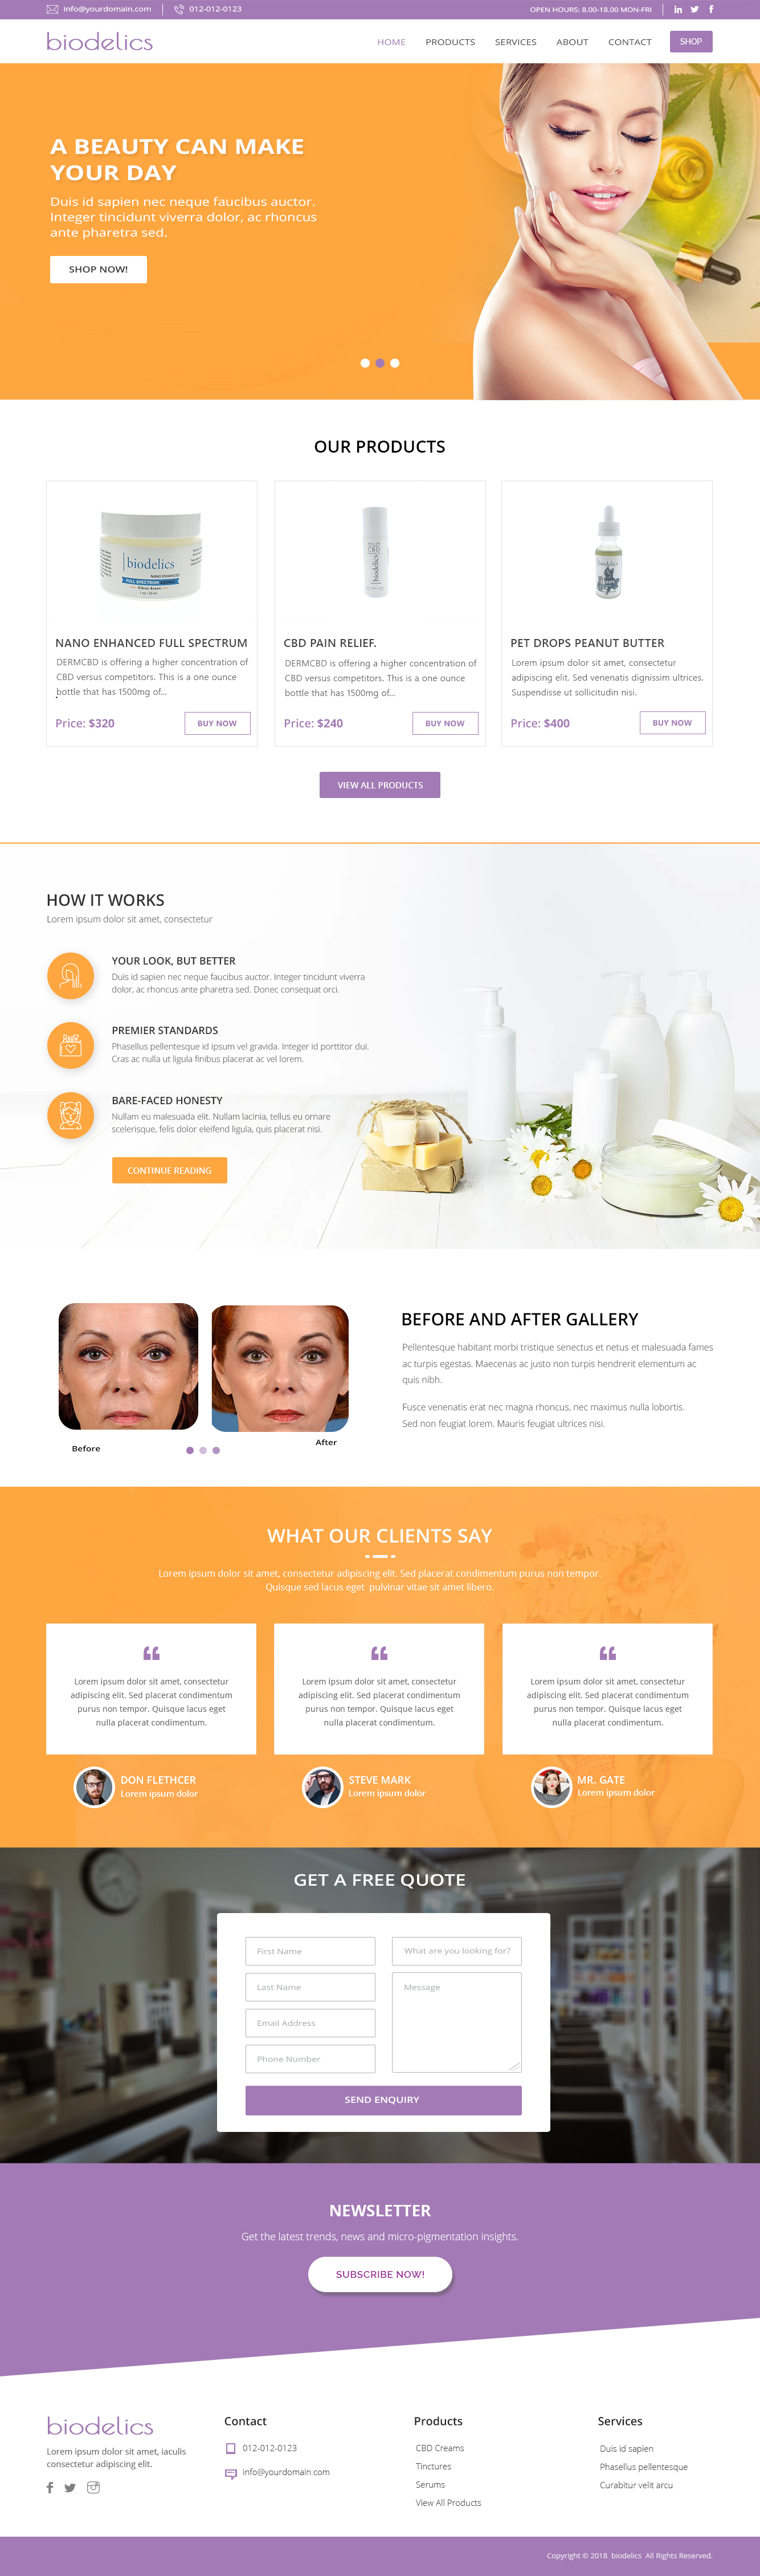 info@yourdomain.com 012-012-0123 OPEN HOURS: 8.00-18.00 MON-FRI
biodelics HOME PRODUCTS SERVICES ABOUT CONTACT SHOP
A BEAUTY CAN MAKE
YOUR DAY
Duis id sapien nec neque faucibus auctor.
Integer tincidunt viverra dolor, ac rhoncus
ante pharetra sed.
SHOP NOW!
OUR PRODUCTS
biodelics
NANO ENHANCED
FULL SPECTRUM
Citrus Scent
CBD
biodelics
biodelics
NANO ENHANCED FULL SPECTRUM
DERMCBD is offering a higher concentration of
CBD versus competitors. This is a one ounce
bottle that has 1500mg of...
Price: $320 BUY NOW
CBD PAIN RELIEF.
DERMCBD is offering a higher concentration of
CBD versus competitors. This is a one ounce
bottle that has 1500mg of...
Price: $240 BUY NOW
PET DROPS PEANUT BUTTER
Lorem ipsum dolor sit amet, consectetur
adipiscing elit. Sed venenatis dignissim ultrices.
Suspendisse ut sollicitudin nisi.
Price: $400 BUY NOW
VIEW ALL PRODUCTS
HOW IT WORKS
Lorem ipsum dolor sit amet, consectetur
YOUR LOOK, BUT BETTER
Duis id sapien nec neque faucibus auctor. Integer tincidunt viverra
dolor, ac rhoncus ante pharetra sed. Donec consequat orci.
PREMIER STANDARDS
Phasellus pellentesque id ipsum vel gravida. Integer id porttitor dui.
Cras ac nulla ut ligula finibus placerat ac vel lorem.
BARE-FACED HONESTY
Nullam eu malesuada elit. Nullam lacinia, tellus eu ornare
scelerisque, felis dolor eleifend ligula, quis placerat nisi.
CONTINUE READING
Before
After
BEFORE AND AFTER GALLERY
Pellentesque habitant morbi tristique senectus et netus et malesuada fames
ac turpis egestas. Maecenas ac justo non turpis hendrerit elementum ac
quis nibh.
Fusce venenatis erat nec magna rhoncus, nec maximus nulla lobortis.
Sed non feugiat lorem. Mauris feugiat ultrices nisi.
WHAT OUR CLIENTS SAY
Lorem ipsum dolor sit amet, consectetur adipiscing elit. Sed placerat condimentum purus non tempor.
Quisque sed lacus eget pulvinar vitae sit amet libero.
Lorem ipsum dolor sit amet, consectetur
adipiscing elit. Sed placerat condimentum
purus non tempor. Quisque lacus eget
nulla placerat condimentum.
DON FLETHCER
Lorem ipsum dolor
Lorem ipsum dolor sit amet, consectetur
adipiscing elit. Sed placerat condimentum
purus non tempor. Quisque lacus eget
nulla placerat condimentum.
STEVE MARK
Lorem ipsum dolor
Lorem ipsum dolor sit amet, consectetur
adipiscing elit. Sed placerat condimentum
purus non tempor. Quisque lacus eget
nulla placerat condimentum.
MR. GATE
Lorem ipsum dolor
GET A FREE QUOTE
First Name
Last Name
Email Address
Phone Number
What are you looking for?
Message
SEND ENQUIRY
NEWSLETTER
Get the latest trends, news and micro-pigmentation insights.
SUBSCRIBE NOW!
biodelics
Lorem ipsum dolor sit amet, iaculis
consectetur adipiscing elit.
Contact
012-012-0123
info@yourdomain.com
Products
CBD Creams
Tinctures
Serums
View All Products
Services
Duis id sapien
Phasellus pellentesque
Curabitur velit arcu
Copyright © 2018 biodelics All Rights Reserved.